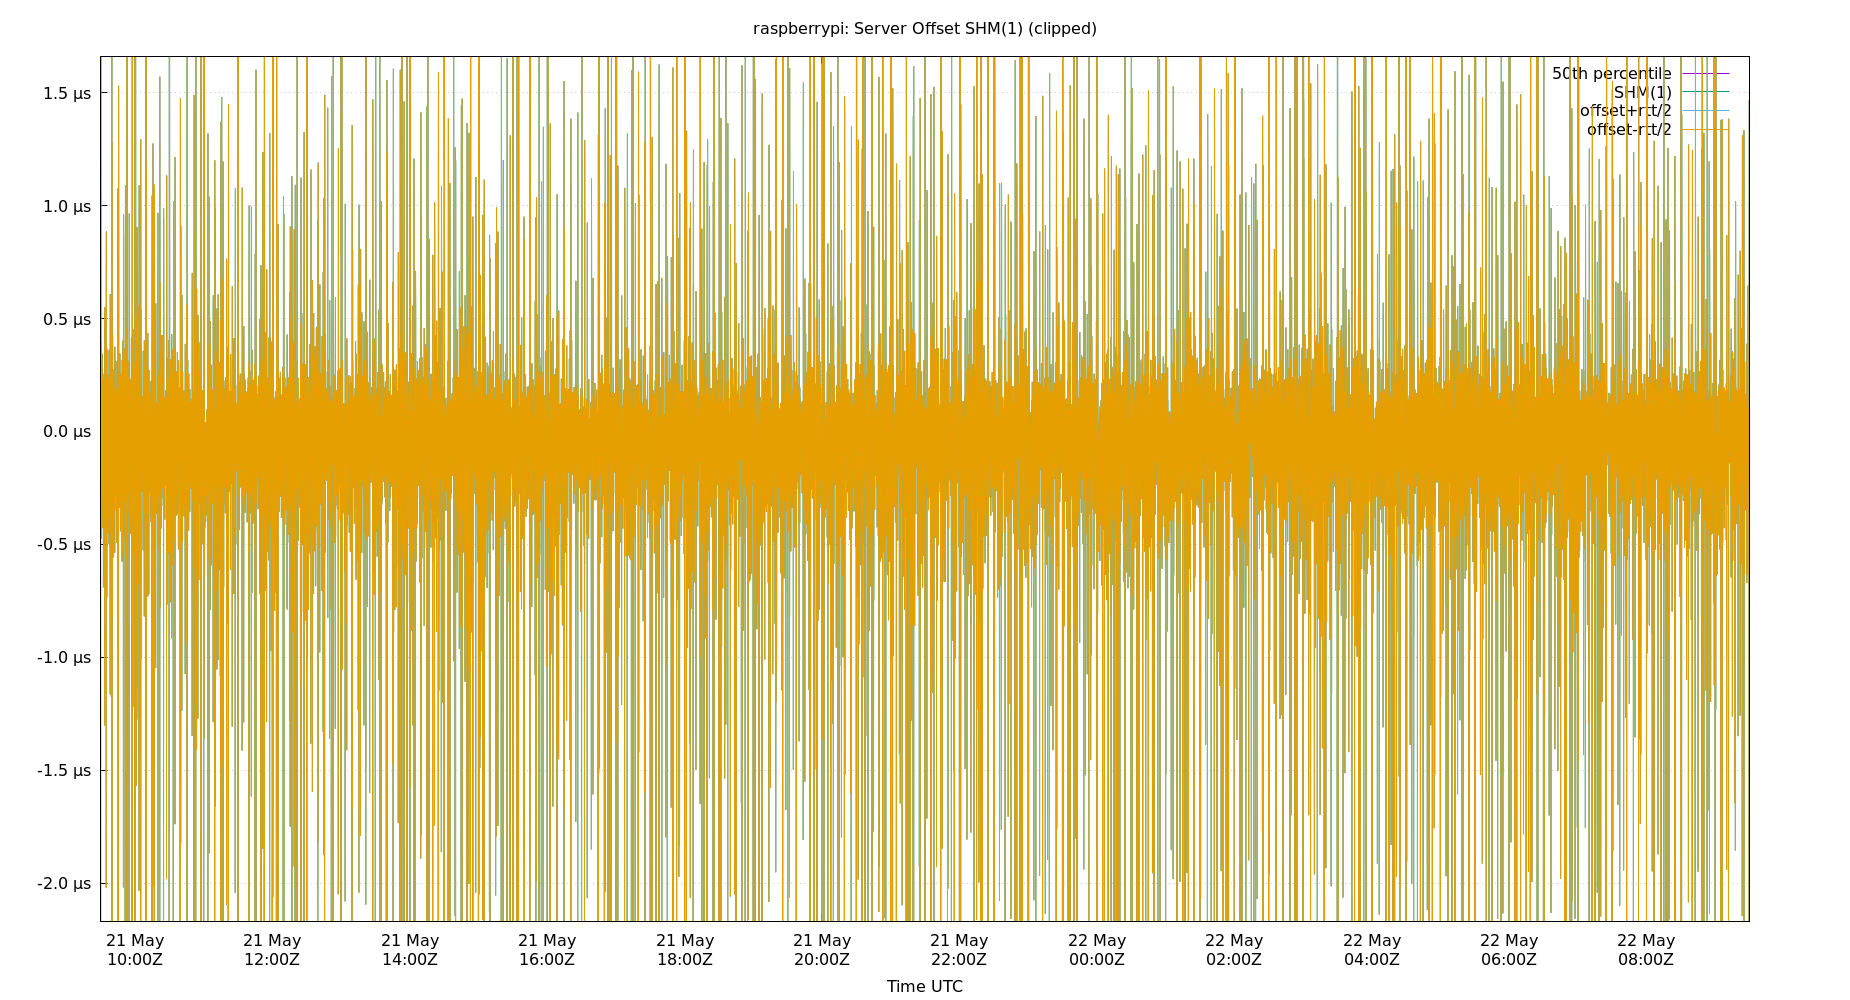 raspberrypi: Server Offset SHM(1) (clipped)
50th percentile
SHM(1)
offset+rtt/2
offset-rtt/2
1.5 µs
1.0 µs
0.5 µs
0.0 µs
-0.5 µs
-1.0 µs
-1.5 µs
-2.0 µs
21 May 21 May 21 May 21 May 21 May 21 May 21 May 22 May 22 May 22 May 22 May 22 May
10:00Z 12:00Z 14:00Z 16:00Z 18:00Z 20:00Z 22:00Z 00:00Z 02:00Z 04:00Z 06:00Z 08:00Z
Time UTC